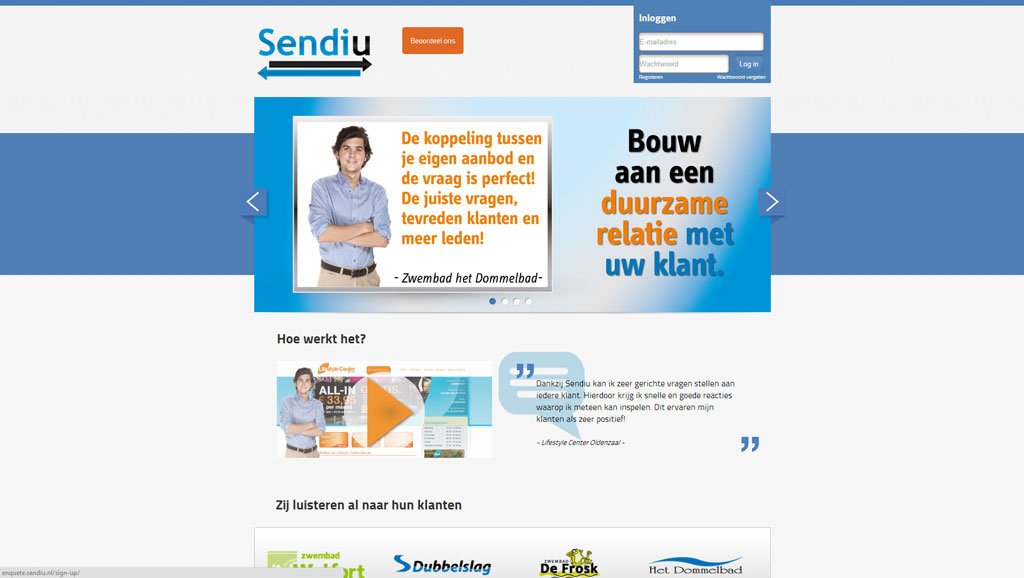 Sendiu
Beoordeel ons
Inloggen
E-mailadres
Wachtwoord
Log in
Registeren
Wachtwoord vergeten
De koppeling tussen
je eigen aanbod en
de vraag is perfect!
De juiste vragen,
tevreden klanten en
meer leden!
- Zwembad het Dommelbad-
Bouw
aan een
duurzame
relatie met
uw klant.
Hoe werkt het?
LifeStyle Center
ALL-IN
33,95
per maand
Dankzij Sendiu kan ik zeer gerichte vragen stellen aan
iedere klant. Hierdoor krijg ik snelle en goede reacties
waarop ik meteen kan inspelen. Dit ervaren mijn
klanten als zeer positief!
- Lifestyle Center Oldenzaal -
Zij luisteren al naar hun klanten
zwembad
Dubbelslag
ZWEMBAD
De Frosk
Het Dommelbad
enquete.sendiu.nl/sign-up/